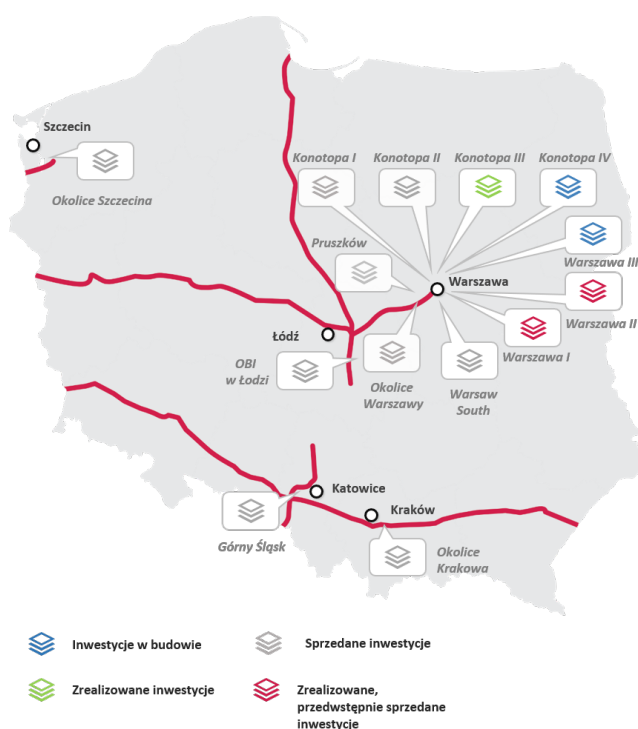 Szczecin
Okolice Szczecina
Konotopa I
Konotopa II
Konotopa III
Konotopa IV
Pruszków
Warszawa
Warszawa III
Warszawa II
Warszawa I
Łódź
OBI
w Łodzi
Okolice
Warszawy
Warsaw
South
Katowice
Górny Śląsk
Kraków
Okolice
Krakowa
Inwestycje w budowie
Sprzedane inwestycje
Zrealizowane inwestycje
Zrealizowane,
przedwstępnie sprzedane
inwestycje